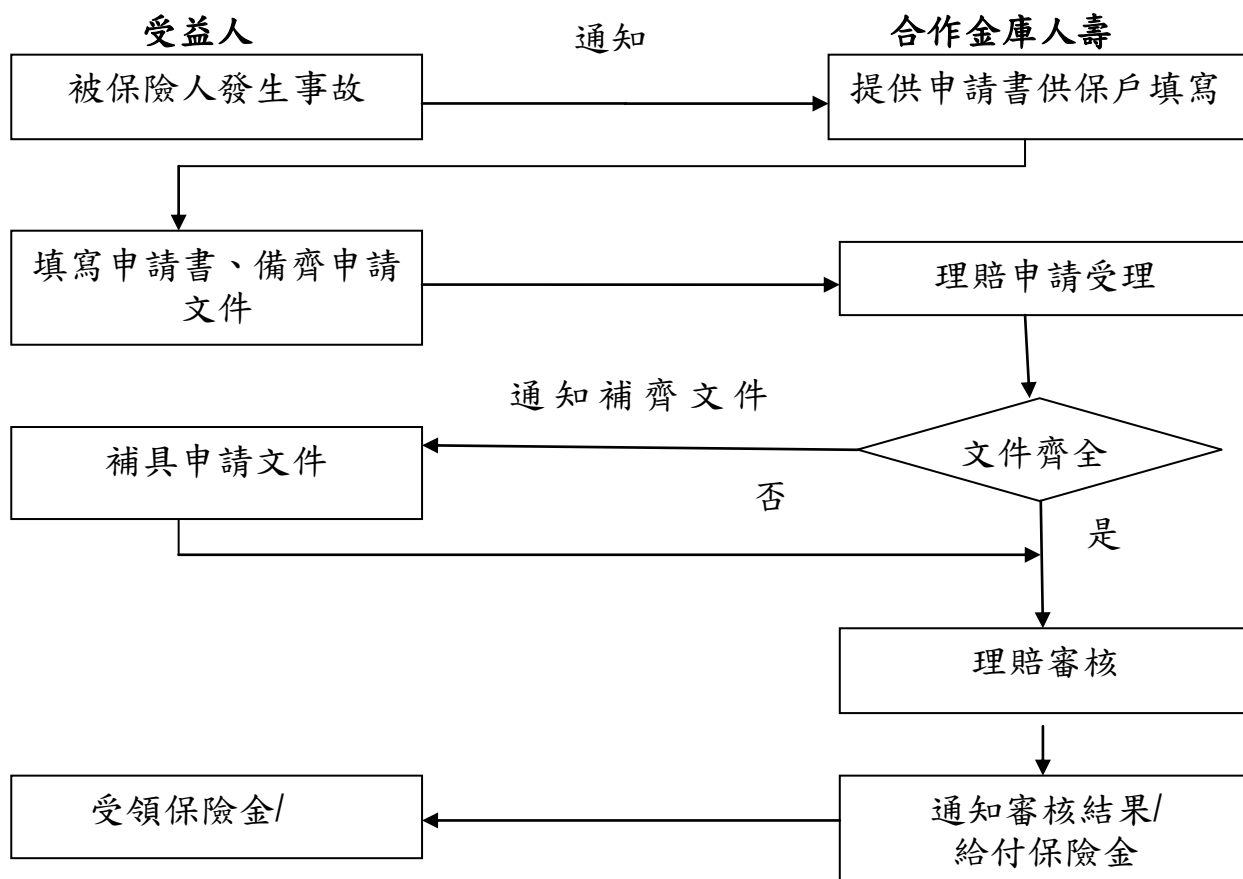 受益人
通知
合作金庫人壽
被保險人發生事故
提供申請書供保戶填寫
填寫申請書、備齊申請
文件
理賠申請受理
通知補齊文件
補具申請文件
文件齊全
否
是
理賠審核
受領保險金/
通知審核結果/
給付保險金